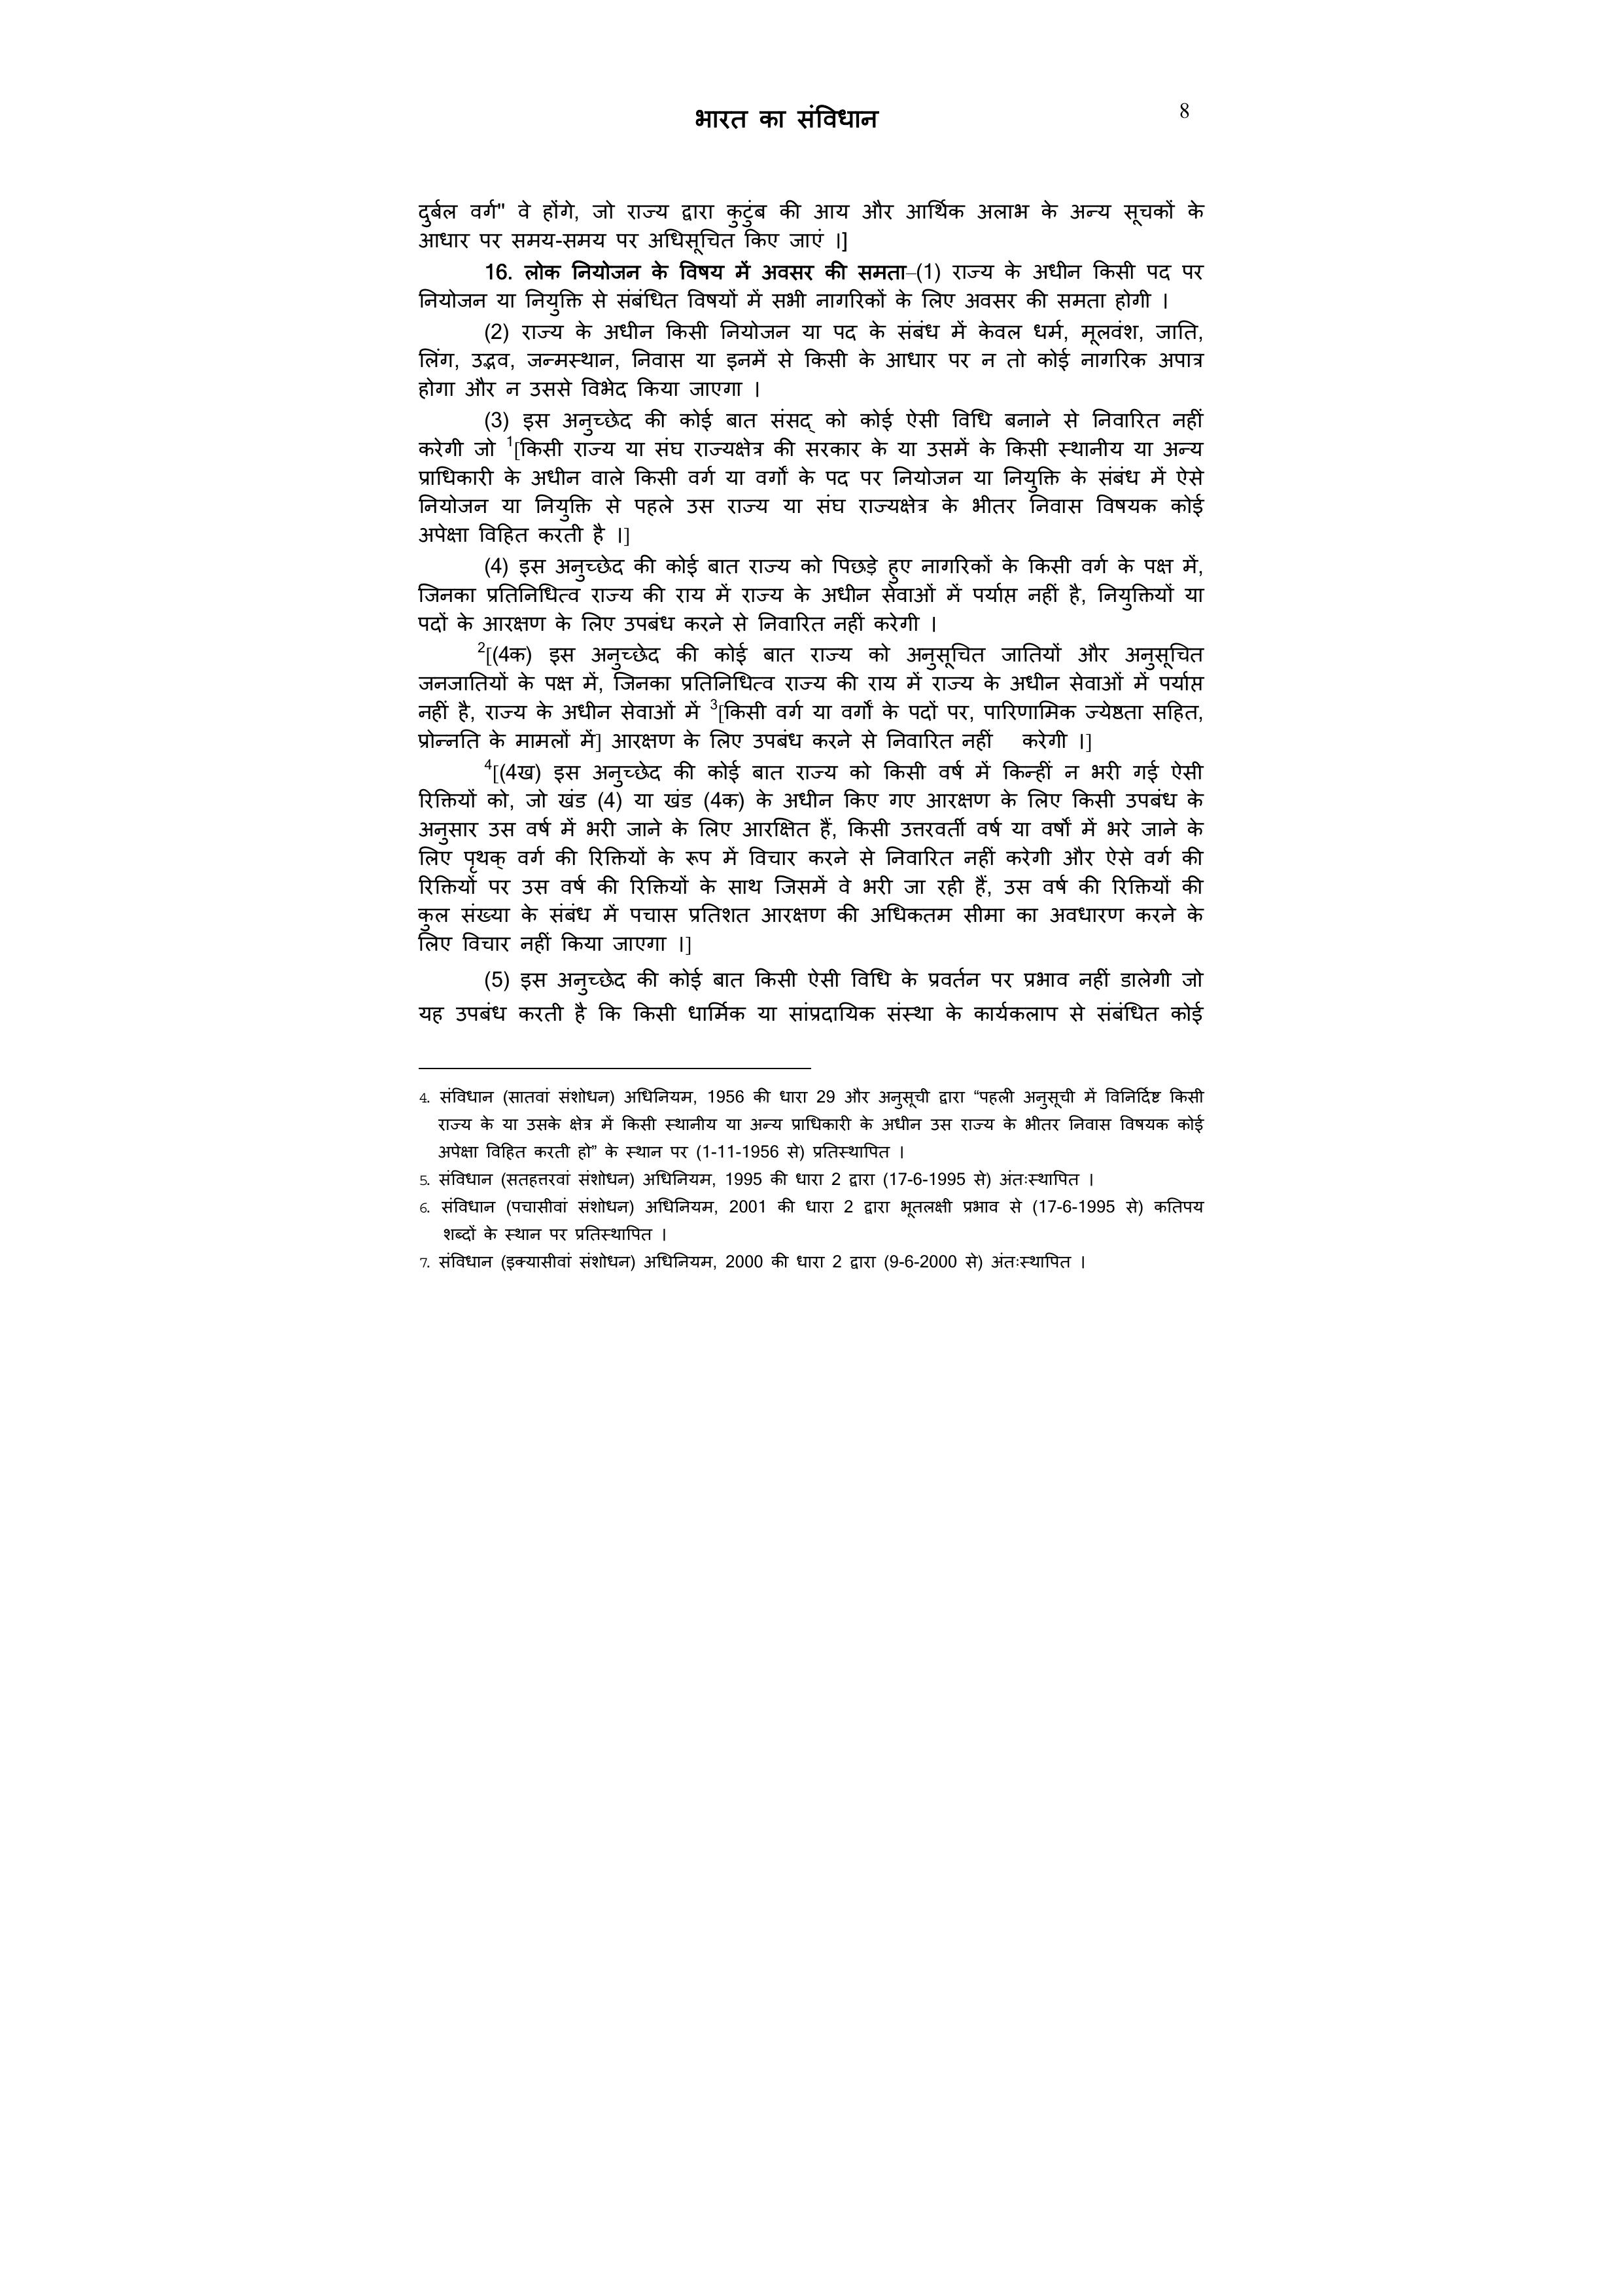 भारत का संविधान
8
दुर्बल वर्ग" वे होंगे, जो राज्य द्वारा कुटुंब की आय और आर्थिक अलाभ के अन्य सूचकों के
आधार पर समय-समय पर अधिसूचित किए जाएं ।]
16. लोक नियोजन के विषय में अवसर की समता–(1) राज्य के अधीन किसी पद पर
नियोजन या नियुक्ति से संबंधित विषयों में सभी नागरिकों के लिए अवसर की समता होगी ।
(2) राज्य के अधीन किसी नियोजन या पद के संबंध में केवल धर्म, मूलवंश, जाति,
लिंग, उद्भव, जन्मस्थान, निवास या इनमें से किसी के आधार पर न तो कोई नागरिक अपात्र
होगा और न उससे विभेद किया जाएगा ।
(3) इस अनुच्छेद की कोई बात संसद् को कोई ऐसी विधि बनाने से निवारित नहीं
करेगी जो 1[किसी राज्य या संघ राज्यक्षेत्र की सरकार के या उसमें के किसी स्थानीय या अन्य
प्राधिकारी के अधीन वाले किसी वर्ग या वर्गों के पद पर नियोजन या नियुक्ति के संबंध में ऐसे
नियोजन या नियुक्ति से पहले उस राज्य या संघ राज्यक्षेत्र के भीतर निवास विषयक कोई
अपेक्षा विहित करती है ।]
(4) इस अनुच्छेद की कोई बात राज्य को पिछड़े हुए नागरिकों के किसी वर्ग के पक्ष में,
जिनका प्रतिनिधित्व राज्य की राय में राज्य के अधीन सेवाओं में पर्याप्त नहीं है, नियुक्तियों या
पदों के आरक्षण के लिए उपबंध करने से निवारित नहीं करेगी ।
2[(4क) इस अनुच्छेद की कोई बात राज्य को अनुसूचित जातियों और अनुसूचित
जनजातियों के पक्ष में, जिनका प्रतिनिधित्व राज्य की राय में राज्य के अधीन सेवाओं में पर्याप्त
नहीं है, राज्य के अधीन सेवाओं में 3[किसी वर्ग या वर्गों के पदों पर, पारिणामिक ज्येष्ठता सहित,
प्रोन्नति के मामलों में] आरक्षण के लिए उपबंध करने से निवारित नहीं करेगी ।]
4[(4ख) इस अनुच्छेद की कोई बात राज्य को किसी वर्ष में किन्हीं न भरी गई ऐसी
रिक्तियों को, जो खंड (4) या खंड (4क) के अधीन किए गए आरक्षण के लिए किसी उपबंध के
अनुसार उस वर्ष में भरी जाने के लिए आरक्षित हैं, किसी उत्तरवर्ती वर्ष या वर्षों में भरे जाने के
लिए पृथक् वर्ग की रिक्तियों के रूप में विचार करने से निवारित नहीं करेगी और ऐसे वर्ग की
रिक्तियों पर उस वर्ष की रिक्तियों के साथ जिसमें वे भरी जा रही हैं, उस वर्ष की रिक्तियों की
कुल संख्या के संबंध में पचास प्रतिशत आरक्षण की अधिकतम सीमा का अवधारण करने के
लिए विचार नहीं किया जाएगा ।]
(5) इस अनुच्छेद की कोई बात किसी ऐसी विधि के प्रवर्तन पर प्रभाव नहीं डालेगी जो
यह उपबंध करती है कि किसी धार्मिक या सांप्रदायिक संस्था के कार्यकलाप से संबंधित कोई
4. संविधान (सातवां संशोधन) अधिनियम, 1956 की धारा 29 और अनुसूची द्वारा “पहली अनुसूची में विनिर्दिष्ट किसी
राज्य के या उसके क्षेत्र में किसी स्थानीय या अन्य प्राधिकारी के अधीन उस राज्य के भीतर निवास विषयक कोई
अपेक्षा विहित करती हो” के स्थान पर (1-11-1956 से) प्रतिस्थापित ।
5. संविधान (सतहत्तरवां संशोधन) अधिनियम, 1995 की धारा 2 द्वारा (17-6-1995 से) अंतःस्थापित ।
6. संविधान (पचासीवां संशोधन) अधिनियम, 2001 की धारा 2 द्वारा भूतलक्षी प्रभाव से (17-6-1995 से) कतिपय
शब्दों के स्थान पर प्रतिस्थापित ।
7. संविधान (इक्यासीवां संशोधन) अधिनियम, 2000 की धारा 2 द्वारा (9-6-2000 से) अंतःस्थापित ।